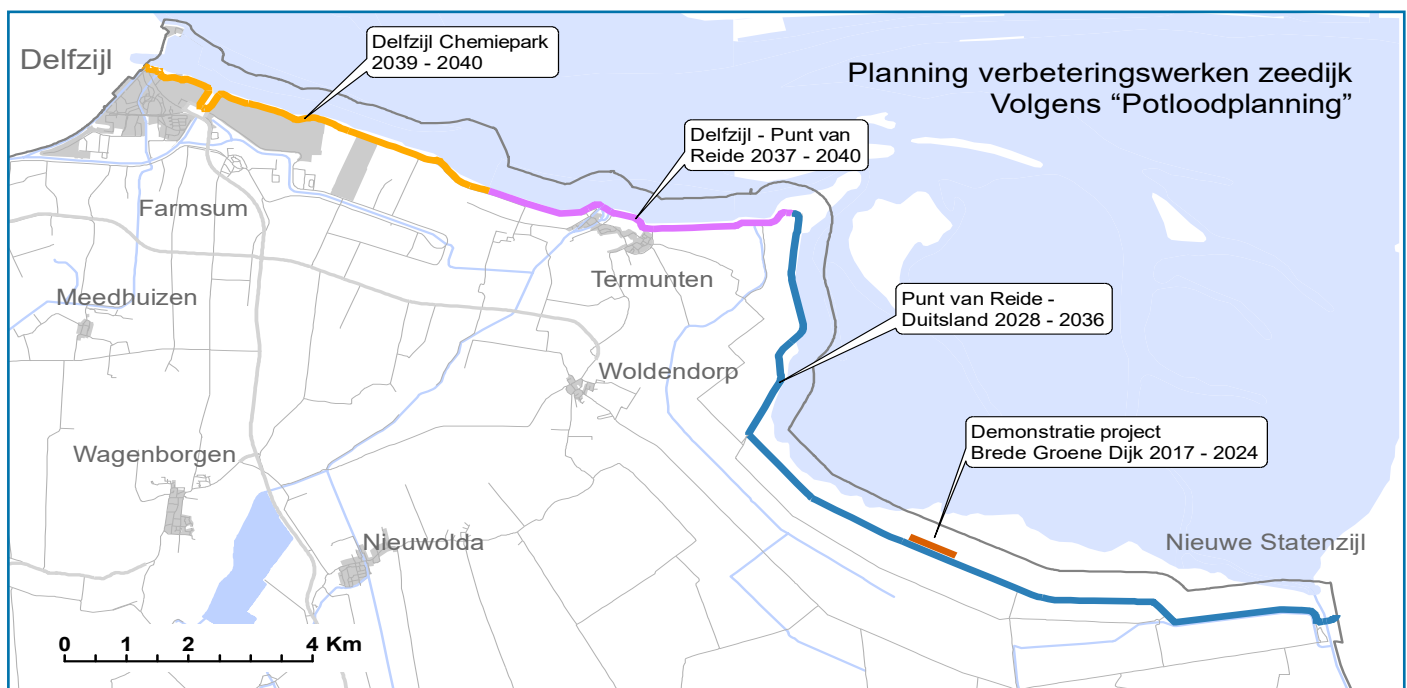 Delfzijl
Delfzijl Chemiepark
2039 - 2040
Planning verbeteringswerken zeedijk
Volgens “Potloodplanning”
Delfzijl - Punt van
Reide 2037 - 2040
Farmsum
Termunten
Meedhuizen
Punt van Reide -
Duitsland 2028 - 2036
Woldendorp
Demonstratie project
Brede Groene Dijk 2017 - 2024
Wagenborgen
Nieuwolda
Nieuwe Statenzijl
0 1 2 4 Km